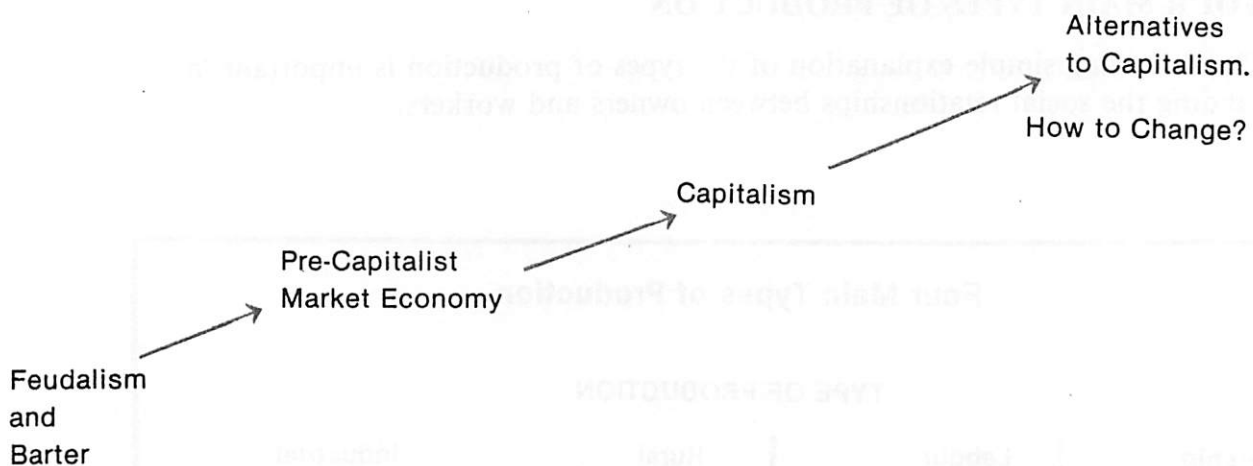 Alternatives
to Capitalism.
How to Change?
Capitalism
Pre-Capitalist
Market Economy
Feudalism
and
Barter